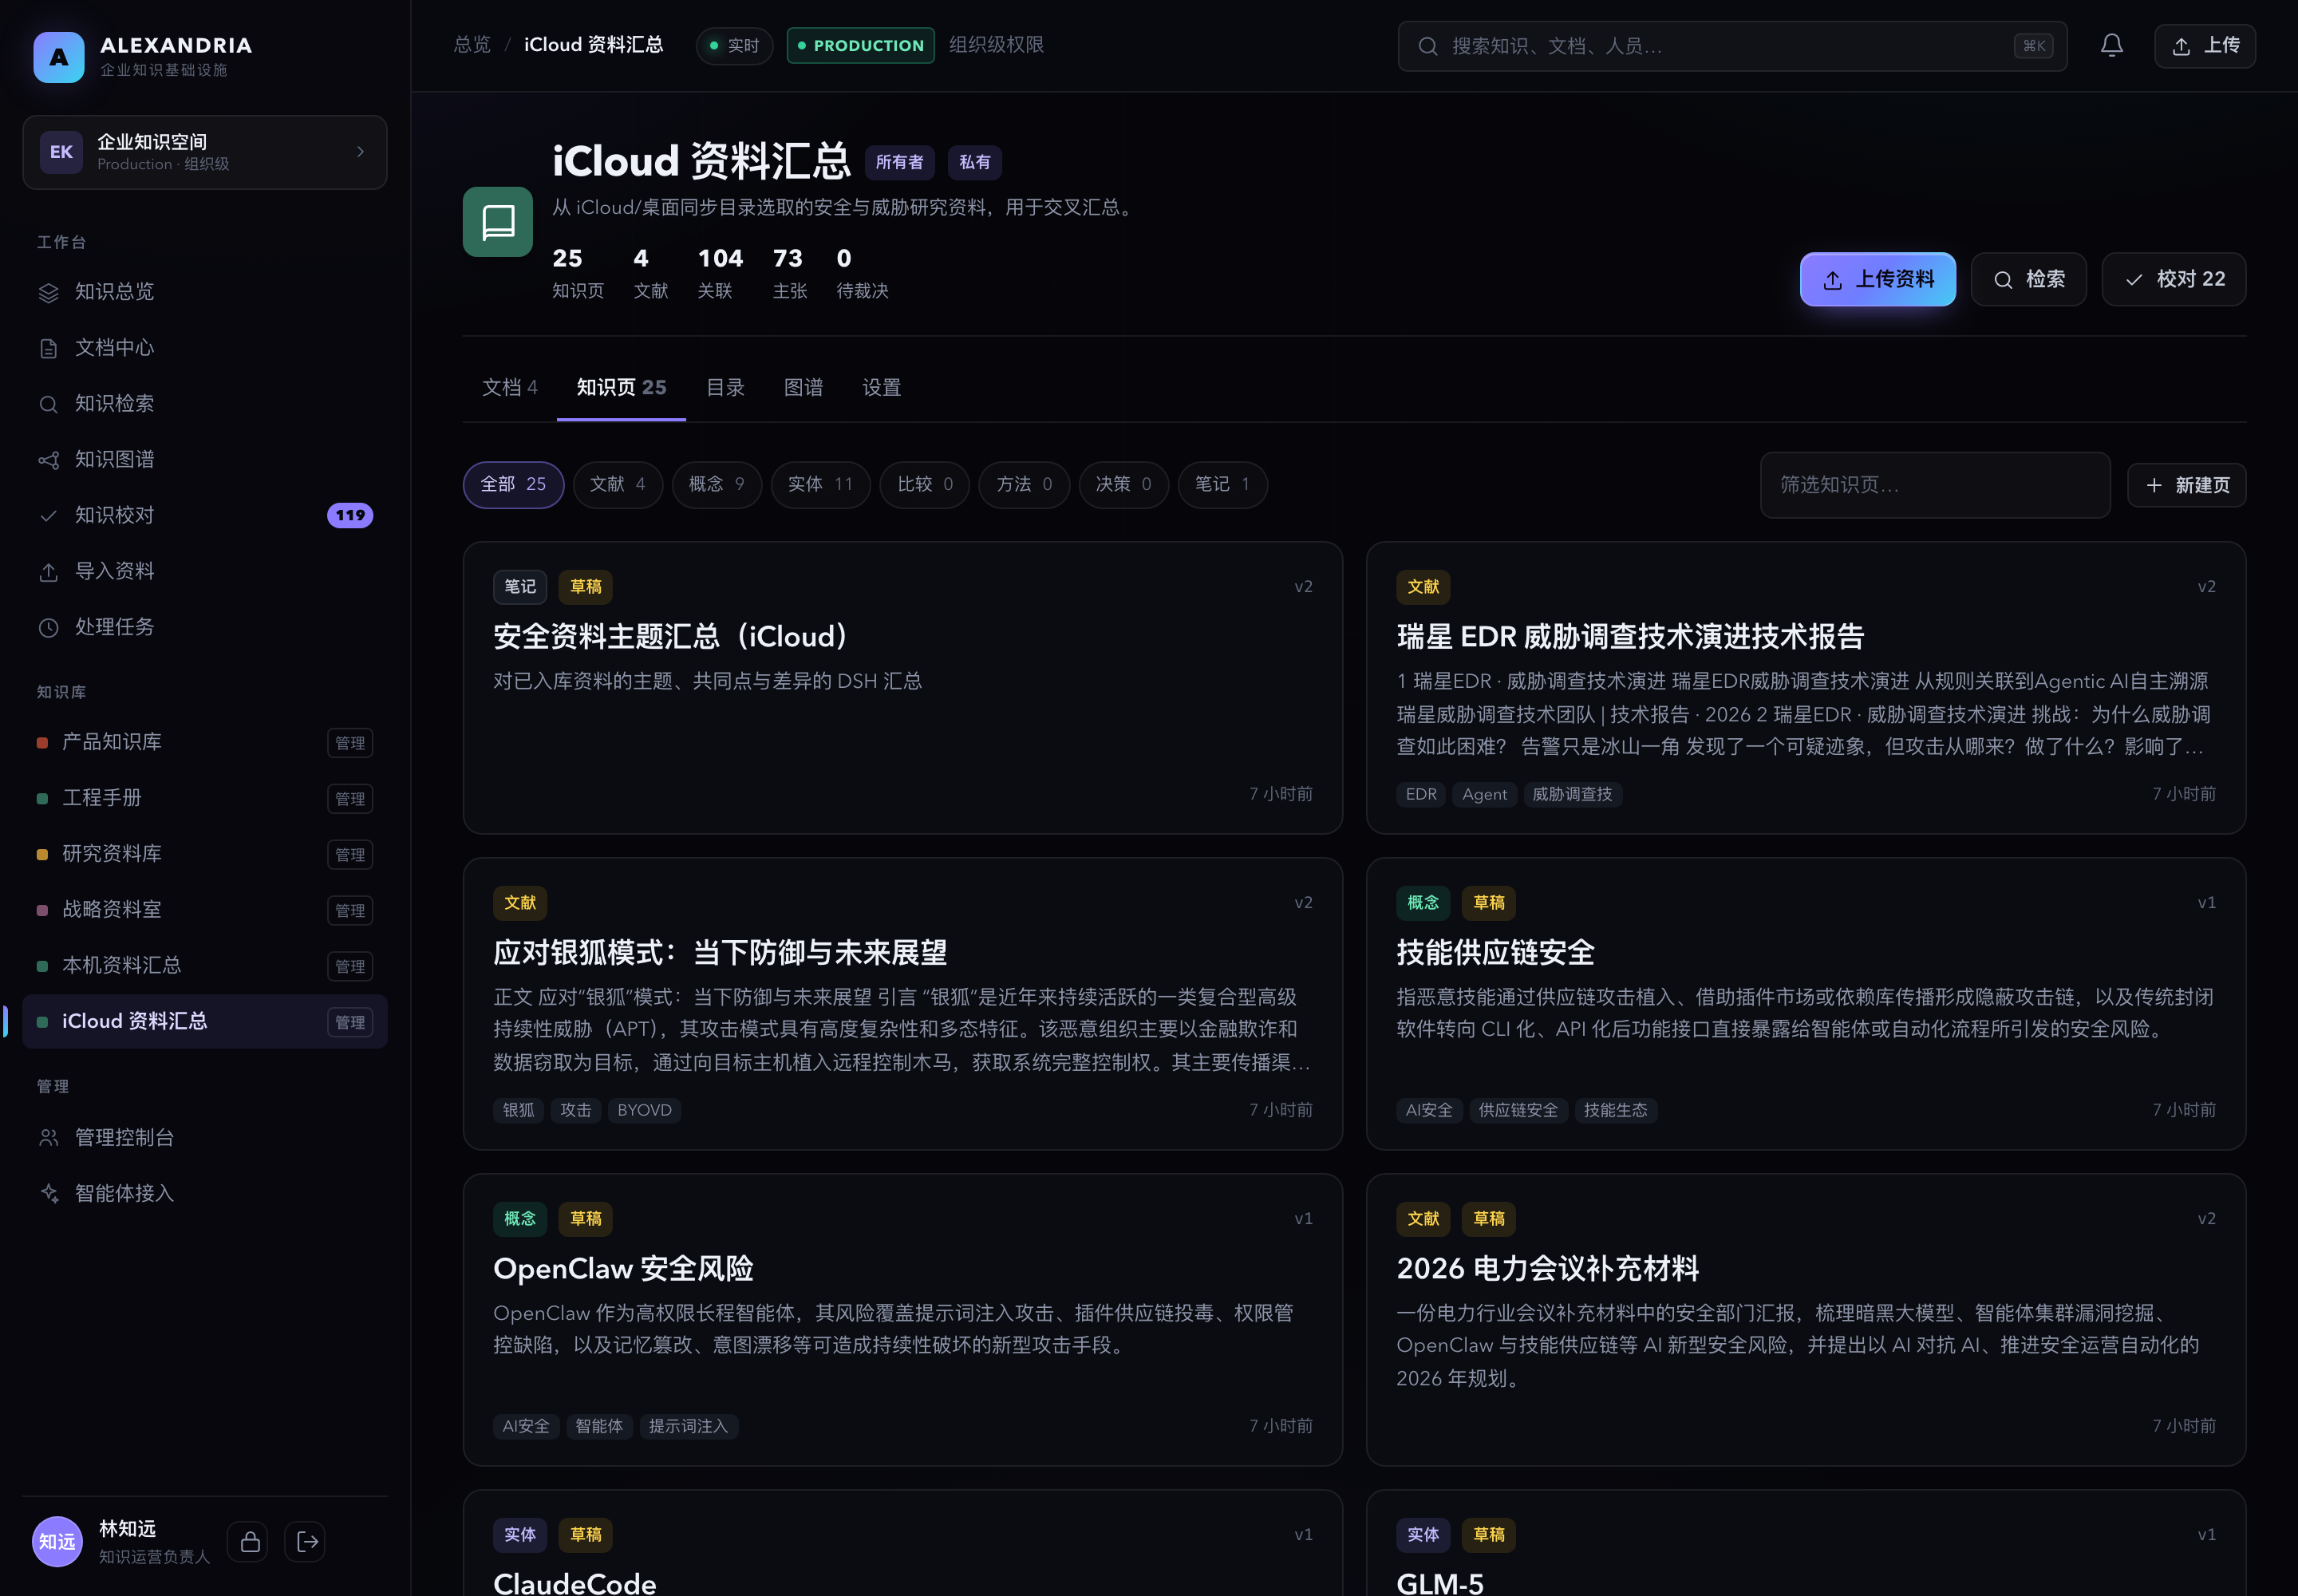 A
ALEXANDRIA
企业知识基础设施
EK
企业知识空间
Production · 组织级
工作台
知识总览
文档中心
知识检索
知识图谱
知识校对
119
导入资料
处理任务
知识库
产品知识库
管理
工程手册
管理
研究资料库
管理
战略资料室
管理
本机资料汇总
管理
iCloud 资料汇总
管理
管理
管理控制台
智能体接入
知远
林知远
知识运营负责人
总览 / iCloud 资料汇总
实时
PRODUCTION
组织级权限
搜索知识、文档、人员…
⌘K
上传
iCloud 资料汇总
所有者
私有
从 iCloud/桌面同步目录选取的安全与威胁研究资料，用于交叉汇总。
25 4 104 73 0
知识页 文献 关联 主张 待裁决
上传资料
检索
校对 22
文档 4 知识页 25 目录 图谱 设置
全部 25
文献 4
概念 9
实体 11
比较 0
方法 0
决策 0
笔记 1
筛选知识页…
新建页
笔记 草稿 v2
安全资料主题汇总（iCloud）
对已入库资料的主题、共同点与差异的 DSH 汇总
7 小时前
文献 v2
瑞星 EDR 威胁调查技术演进技术报告
1 瑞星EDR · 威胁调查技术演进 瑞星EDR威胁调查技术演进 从规则关联到Agentic AI自主溯源
瑞星威胁调查技术团队 | 技术报告 · 2026 2 瑞星EDR · 威胁调查技术演进 挑战：为什么威胁调
查如此困难？ 告警只是冰山一角 发现了一个可疑迹象，但攻击从哪来？做了什么？影响了…
EDR Agent 威胁调查技
7 小时前
文献 v2
应对银狐模式：当下防御与未来展望
正文 应对“银狐”模式：当下防御与未来展望 引言 “银狐”是近年来持续活跃的一类复合型高级
持续性威胁（APT），其攻击模式具有高度复杂性和多态特征。该恶意组织主要以金融欺诈和
数据窃取为目标，通过向目标主机植入远程控制木马，获取系统完整控制权。其主要传播渠…
银狐 攻击 BYOVD
7 小时前
概念 草稿 v1
技能供应链安全
指恶意技能通过供应链攻击植入、借助插件市场或依赖库传播形成隐蔽攻击链，以及传统封闭
软件转向 CLI 化、API 化后功能接口直接暴露给智能体或自动化流程所引发的安全风险。
AI安全 供应链安全 技能生态
7 小时前
概念 草稿 v1
OpenClaw 安全风险
OpenClaw 作为高权限长程智能体，其风险覆盖提示词注入攻击、插件供应链投毒、权限管
控缺陷，以及记忆篡改、意图漂移等可造成持续性破坏的新型攻击手段。
AI安全 智能体 提示词注入
7 小时前
文献 草稿 v2
2026 电力会议补充材料
一份电力行业会议补充材料中的安全部门汇报，梳理暗黑大模型、智能体集群漏洞挖掘、
OpenClaw 与技能供应链等 AI 新型安全风险，并提出以 AI 对抗 AI、推进安全运营自动化的
2026 年规划。
7 小时前
实体 草稿 v1
ClaudeCode
实体 草稿 v1
GLM-5